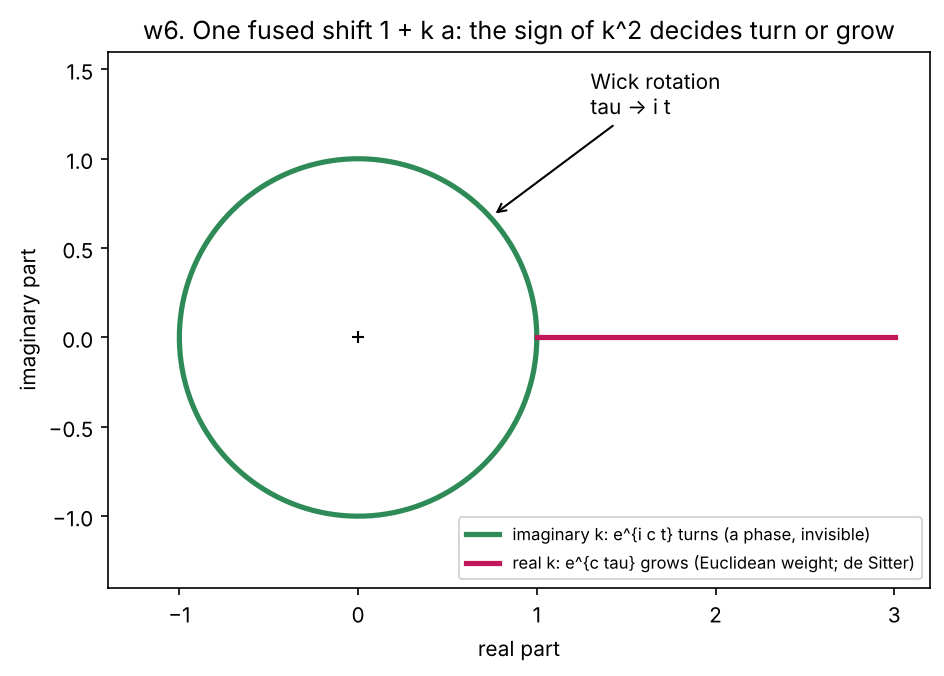 w6. One fused shift 1 + k a: the sign of k^2 decides turn or grow
Wick rotation
tau → i t
1.5
1.0
0.5
0.0
−0.5
−1.0
imaginary part
imaginary k: e^{i c t} turns (a phase, invisible)
real k: e^{c tau} grows (Euclidean weight; de Sitter)
−1
0
1
2
3
real part